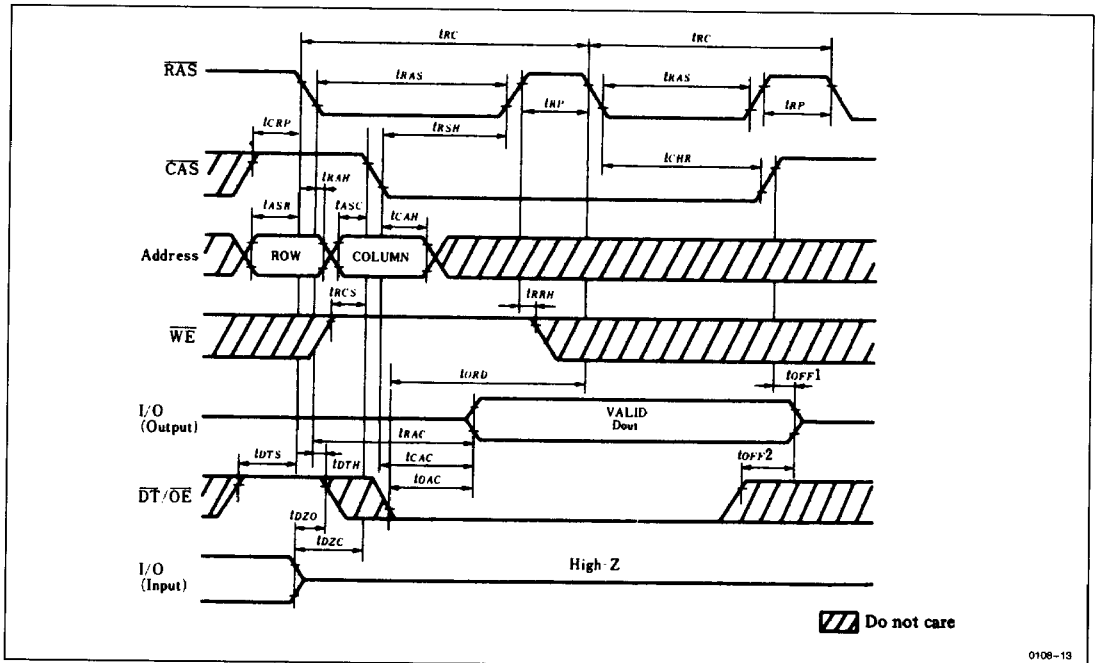 tRC tRC
RAS
tRAS tRAS
tCRP tRSH tRP tRP
CAS
tRAH tCHR
tASR tASC tCAH
Address ROW COLUMN
tRCS tRRH
WE
tORD tOFF1
I/O
(Output)
VALID
Dout
tRAC
tDTS tDTH tCAC tOFF2
tOAC
DT/OE
tDZO
tDZC
I/O
(Input)
High-Z
Do not care
0108-13